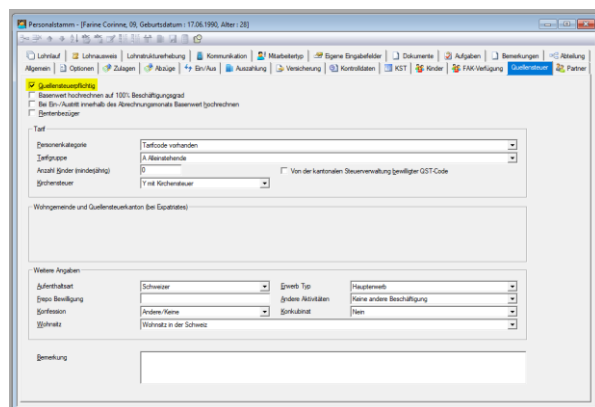 Personalstamm - [Farine Corinne, 09, Geburtsdatum : 17.06.1990, Alter : 28]
Lohnlauf Lohnausweis Lohnstrukturerhebung Kommunikation Mitarbeitertyp Eigene Eingabefelder Dokumente Aufgaben Bemerkungen Abteilung
Allgemein Optionen Zulagen Abzüge Ein/Aus Auszahlung Versicherung Kontrolldaten KST Kinder FAK-Verfügung Quellensteuer Partner
Quellensteuerpflichtig
Basenwert hochrechnen auf 100% Beschäftigungsgrad
Bei Ein-/Austritt innerhalb des Abrechnungsmonats Basenwert hochrechnen
Rentenbezüger
Tarif
Personenkategorie Tarifcode vorhanden
Tarifgruppe A Alleinstehende
Anzahl Kinder (minderjährig) 0 Von der kantonalen Steuerverwaltung bewilligter QST-Code
Kirchensteuer Y mit Kirchensteuer
Wohngemeinde und Quellensteuerkanton (bei Expatriates)
Weitere Angaben
Aufenthaltsart Schweizer Erwerb Typ Haupterwerb
Frepo Bewilligung Andere Aktivitäten Keine andere Beschäftigung
Konfession Andere/Keine Konkubinat Nein
Wohnsitz Wohnsitz in der Schweiz
Bemerkung